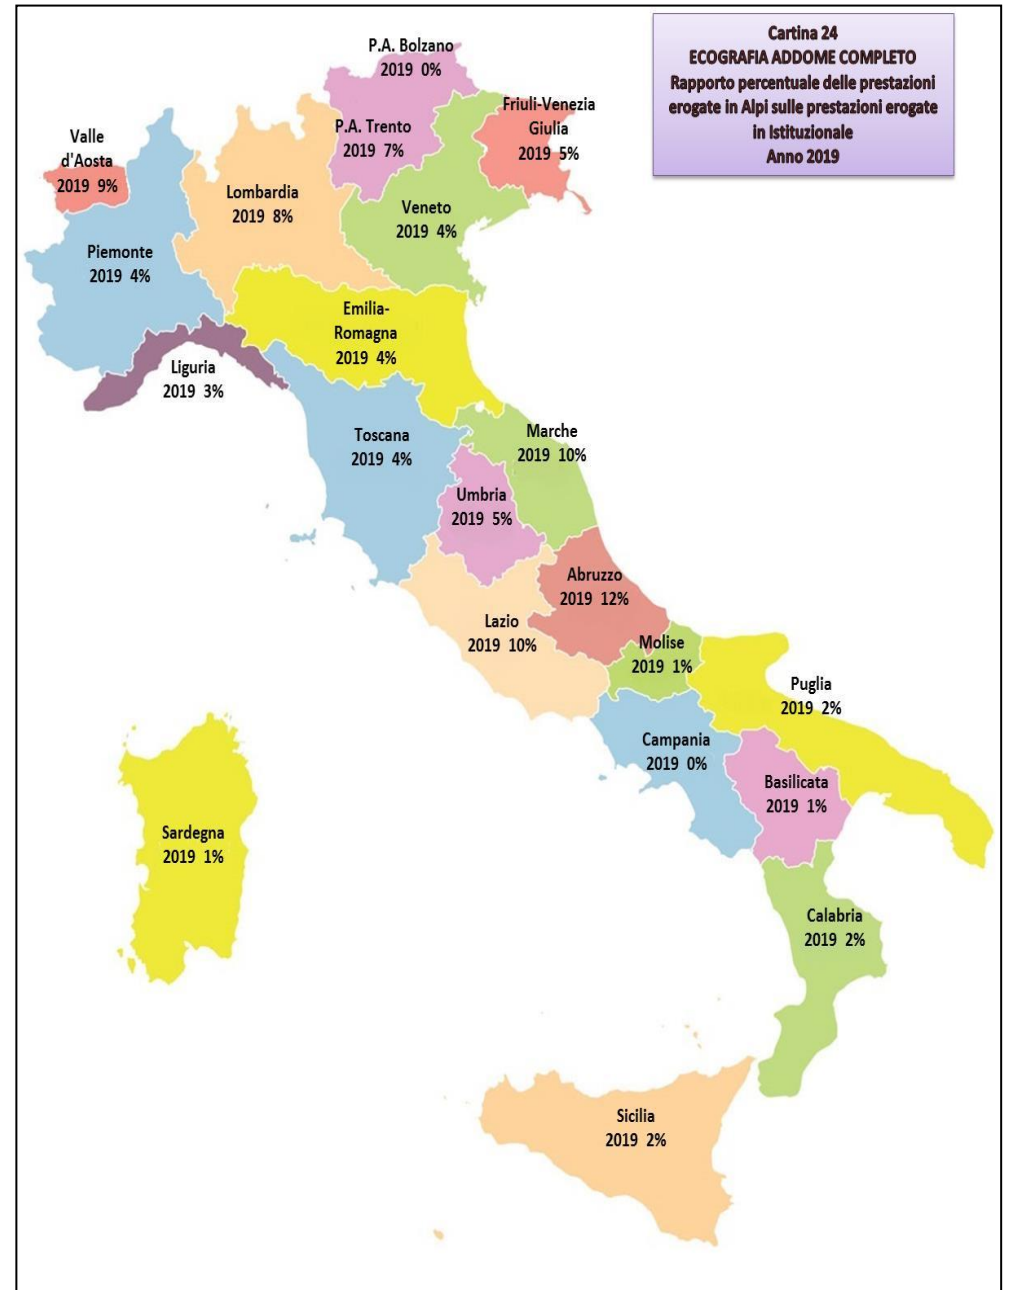 Cartina 24
ECOGRAFIA ADDOME COMPLETO
Rapporto percentuale delle prestazioni
erogate in Alpi sulle prestazioni erogate
in Istituzionale
Anno 2019
P.A. Bolzano
2019 0%
Friuli-Venezia
Giulia
2019 5%
P.A. Trento
2019 7%
Valle
d'Aosta
2019 9%
Lombardia
2019 8%
Veneto
2019 4%
Piemonte
2019 4%
Emilia-
Romagna
2019 4%
Liguria
2019 3%
Toscana
2019 4%
Marche
2019 10%
Umbria
2019 5%
Abruzzo
2019 12%
Lazio
2019 10%
Molise
2019 1%
Puglia
2019 2%
Campania
2019 0%
Basilicata
2019 1%
Sardegna
2019 1%
Calabria
2019 2%
Sicilia
2019 2%